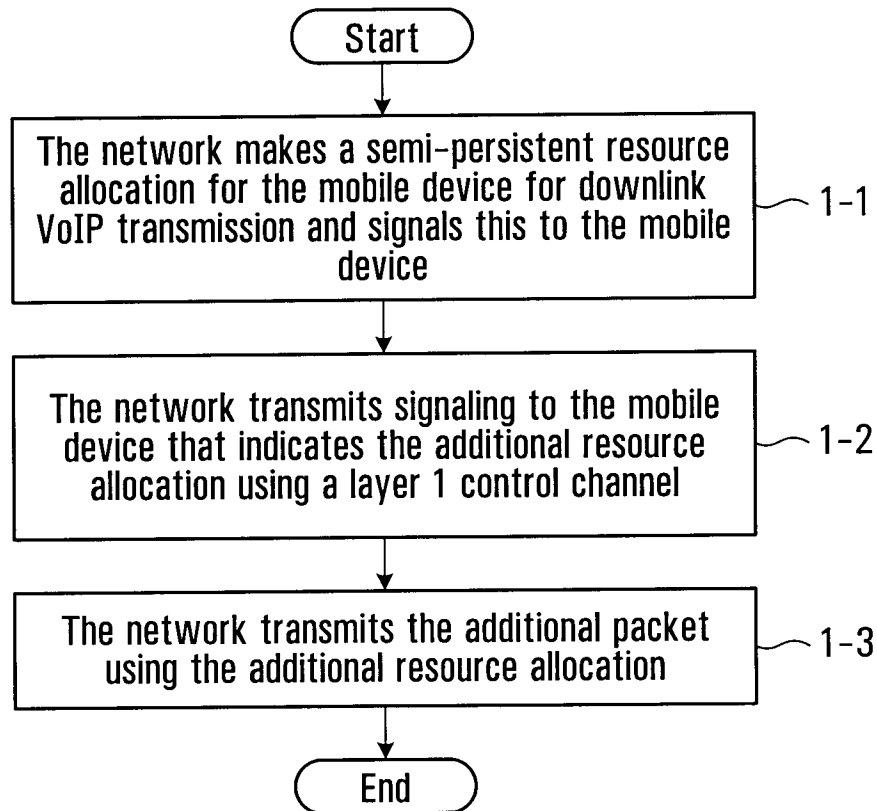 Start
The network makes a semi-persistent resource
allocation for the mobile device for downlink
VoIP transmission and signals this to the mobile
device
1-1
The network transmits signaling to the mobile
device that indicates the additional resource
allocation using a layer 1 control channel
1-2
The network transmits the additional packet
using the additional resource allocation
1-3
End